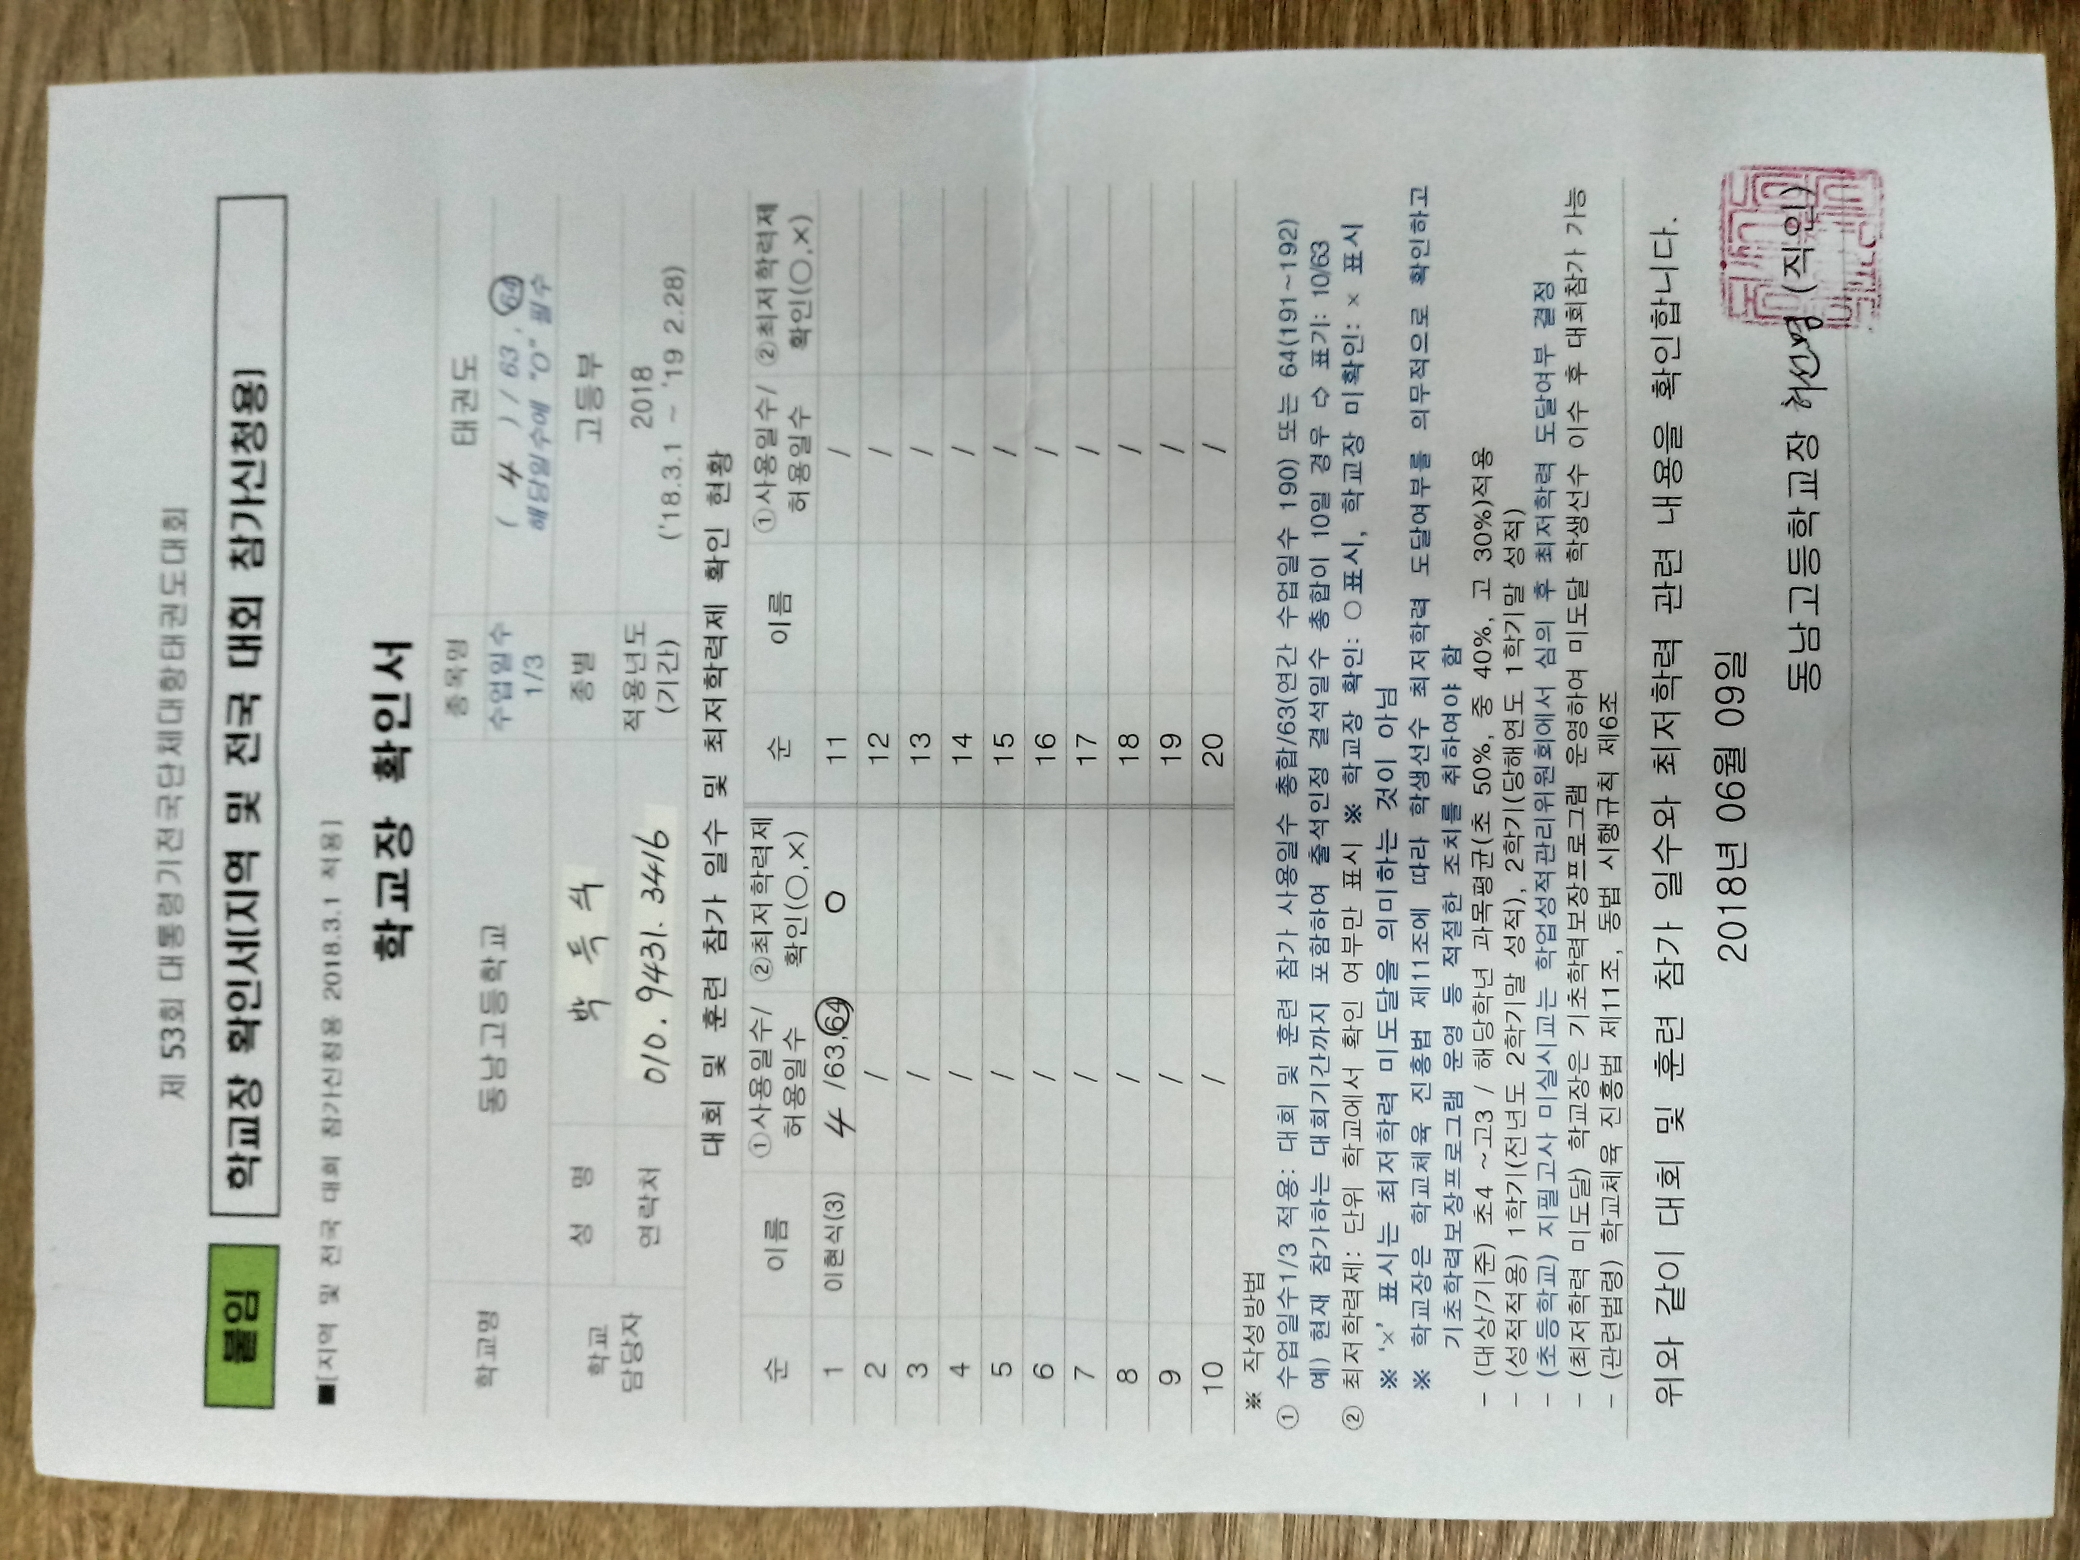 제 53회 대통령기전국단체대항태권도대회
붙임 학교장 확인서(지역 및 전국 대회 참가신청용)
■[지역 및 전국 대회 참가신청용 2018.3.1 적용]
학교장 확인서
학교명 동남고등학교 종목명 태권도
수업일수 1/3 ( 4 ) / 63, 64
해당일수에 "O" 필수
학교 담당자 성 명 박 특 식 종별 고등부
연락처 010. 9431. 3416 적용년도 (기간) 2018
('18.3.1 ~ '19 2.28)
대회 및 훈련 참가 일수 및 최저학력제 확인 현황
순 이름 ①사용일수/허용일수 ②최저학력제 확인(○,×) 순 이름 ①사용일수/허용일수 ②최저학력제 확인(○,×)
1 이현식(3) 4 /63,64 O 11 /
2 / 12 /
3 / 13 /
4 / 14 /
5 / 15 /
6 / 16 /
7 / 17 /
8 / 18 /
9 / 19 /
10 / 20 /
※ 작성방법
① 수업일수1/3 적용: 대회 및 훈련 참가 사용일수 총합/63(연간 수업일수 190) 또는 64(191~192)
예) 현재 참가하는 대회기간까지 포함하여 출석인정 결석일수 총합이 10일 경우 ⇨ 표기: 10/63
② 최저학력제: 단위 학교에서 확인 여부만 표시 ※ 학교장 확인: ○표시, 학교장 미확인: × 표시
※ '×' 표시는 최저학력 미도달을 의미하는 것이 아님
※ 학교장은 학교체육 진흥법 제11조에 따라 학생선수 최저학력 도달여부를 의무적으로 확인하고
기초학력보장프로그램 운영 등 적절한 조치를 취하여야 함
- (대상/기준) 초4 ~고3 / 해당학년 과목평균(초 50%, 중 40%, 고 30%)적용
- (성적적용) 1학기(전년도 2학기말 성적), 2학기(당해연도 1학기말 성적)
- (초등학교) 지필고사 미실시교는 학업성적관리위원회에서 심의 후 최저학력 도달여부 결정
- (최저학력 미도달) 학교장은 기초학력보장프로그램 운영하여 미도달 학생선수 이수 후 대회참가 가능
- (관련법령) 학교체육 진흥법 제11조, 동법 시행규칙 제6조
위와 같이 대회 및 훈련 참가 일수와 최저학력 관련 내용을 확인합니다.
2018년 06월 09일
동남고등학교장 허선영 (직인)